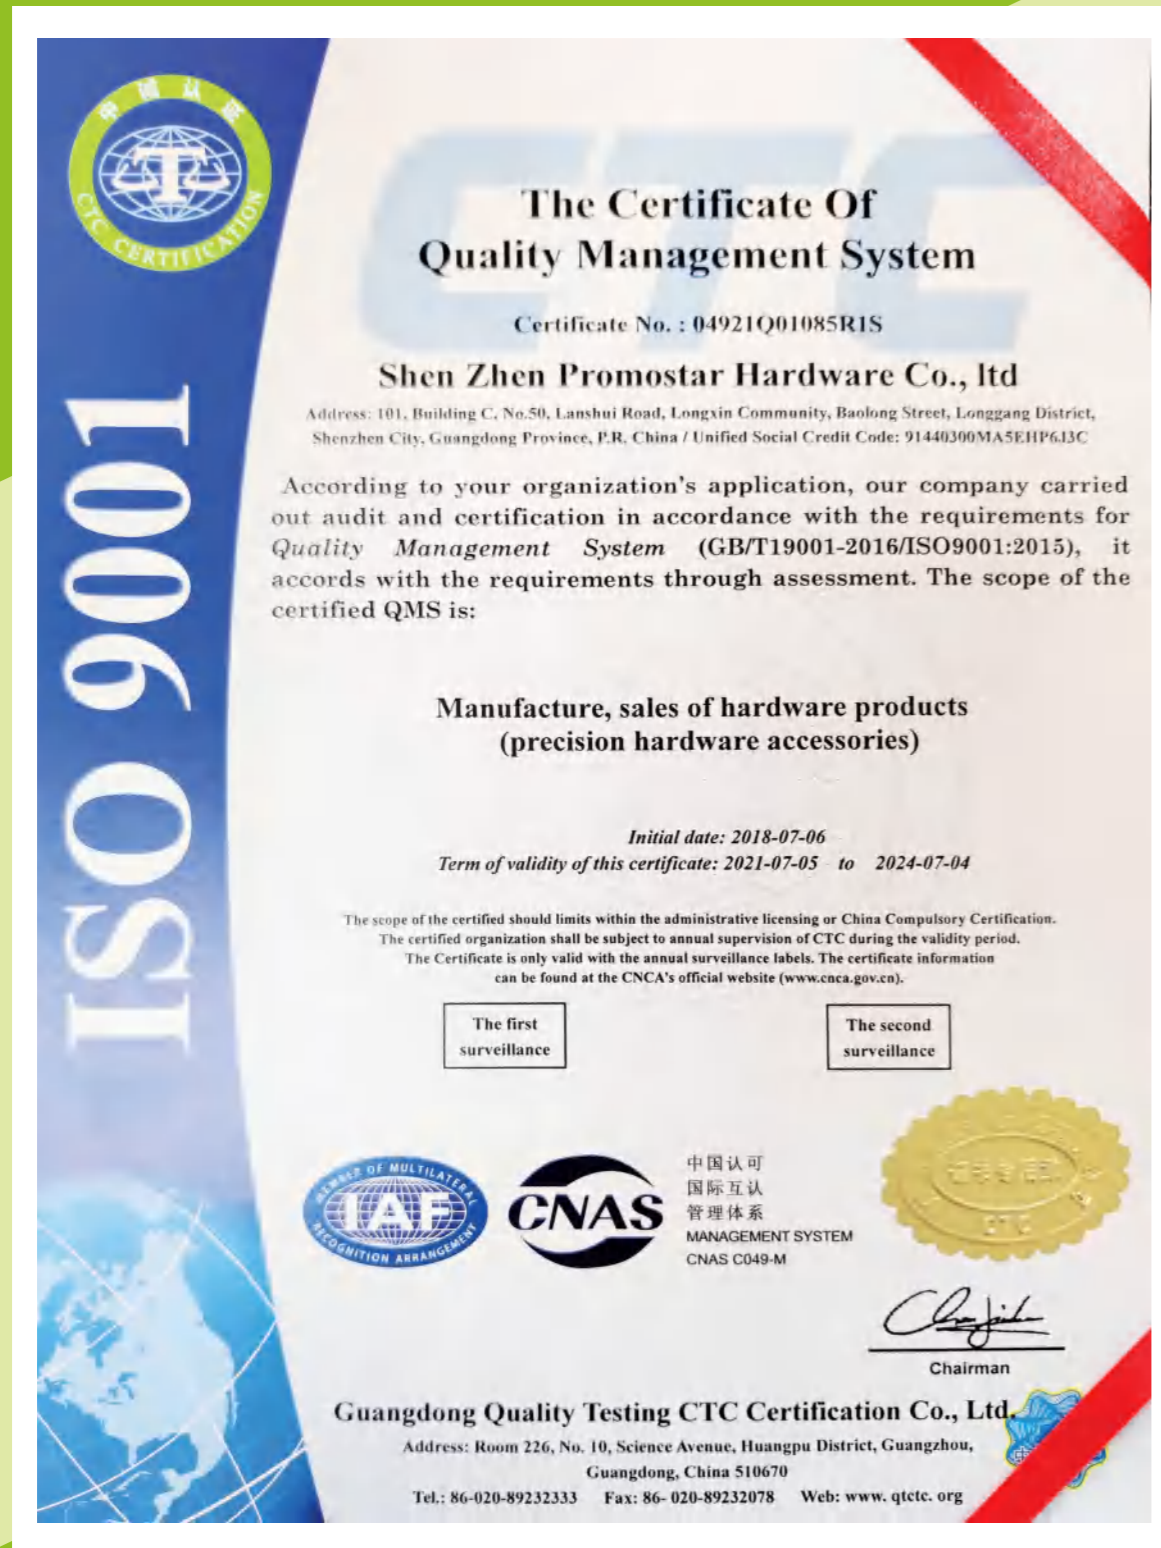 中国认证
CTC CERTIFICATION
CTC
ISO 9001
The Certificate Of
Quality Management System
Certificate No. : 04921Q01085R1S
Shen Zhen Promostar Hardware Co., ltd
Address: 101, Building C, No.50, Lanshui Road, Longxin Community, Baolong Street, Longgang District,
Shenzhen City, Guangdong Province, P.R. China / Unified Social Credit Code: 91440300MA5EHP6J3C
According to your organization's application, our company carried
out audit and certification in accordance with the requirements for
Quality Management System (GB/T19001-2016/ISO9001:2015), it
accords with the requirements through assessment. The scope of the
certified QMS is:
Manufacture, sales of hardware products
(precision hardware accessories)
Initial date: 2018-07-06
Term of validity of this certificate: 2021-07-05 to 2024-07-04
The scope of the certified should limits within the administrative licensing or China Compulsory Certification.
The certified organization shall be subject to annual supervision of CTC during the validity period.
The Certificate is only valid with the annual surveillance labels. The certificate information
can be found at the CNCA's official website (www.cnca.gov.cn).
The first
surveillance
The second
surveillance
MEMBER OF MULTILATERAL
IAF
RECOGNITION ARRANGEMENT
CNAS
中国认可
国际互认
管理体系
MANAGEMENT SYSTEM
CNAS C049-M
CTC
Chairman
Guangdong Quality Testing CTC Certification Co., Ltd.
Address: Room 226, No. 10, Science Avenue, Huangpu District, Guangzhou,
Guangdong, China 510670
Tel.: 86-020-89232333 Fax: 86- 020-89232078 Web: www. qtctc. org